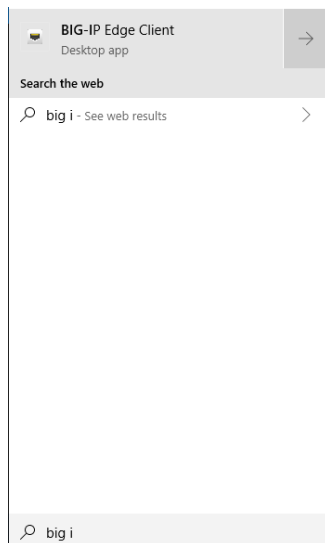 BIG-IP Edge Client
Desktop app
Search the web
big i - See web results
big i